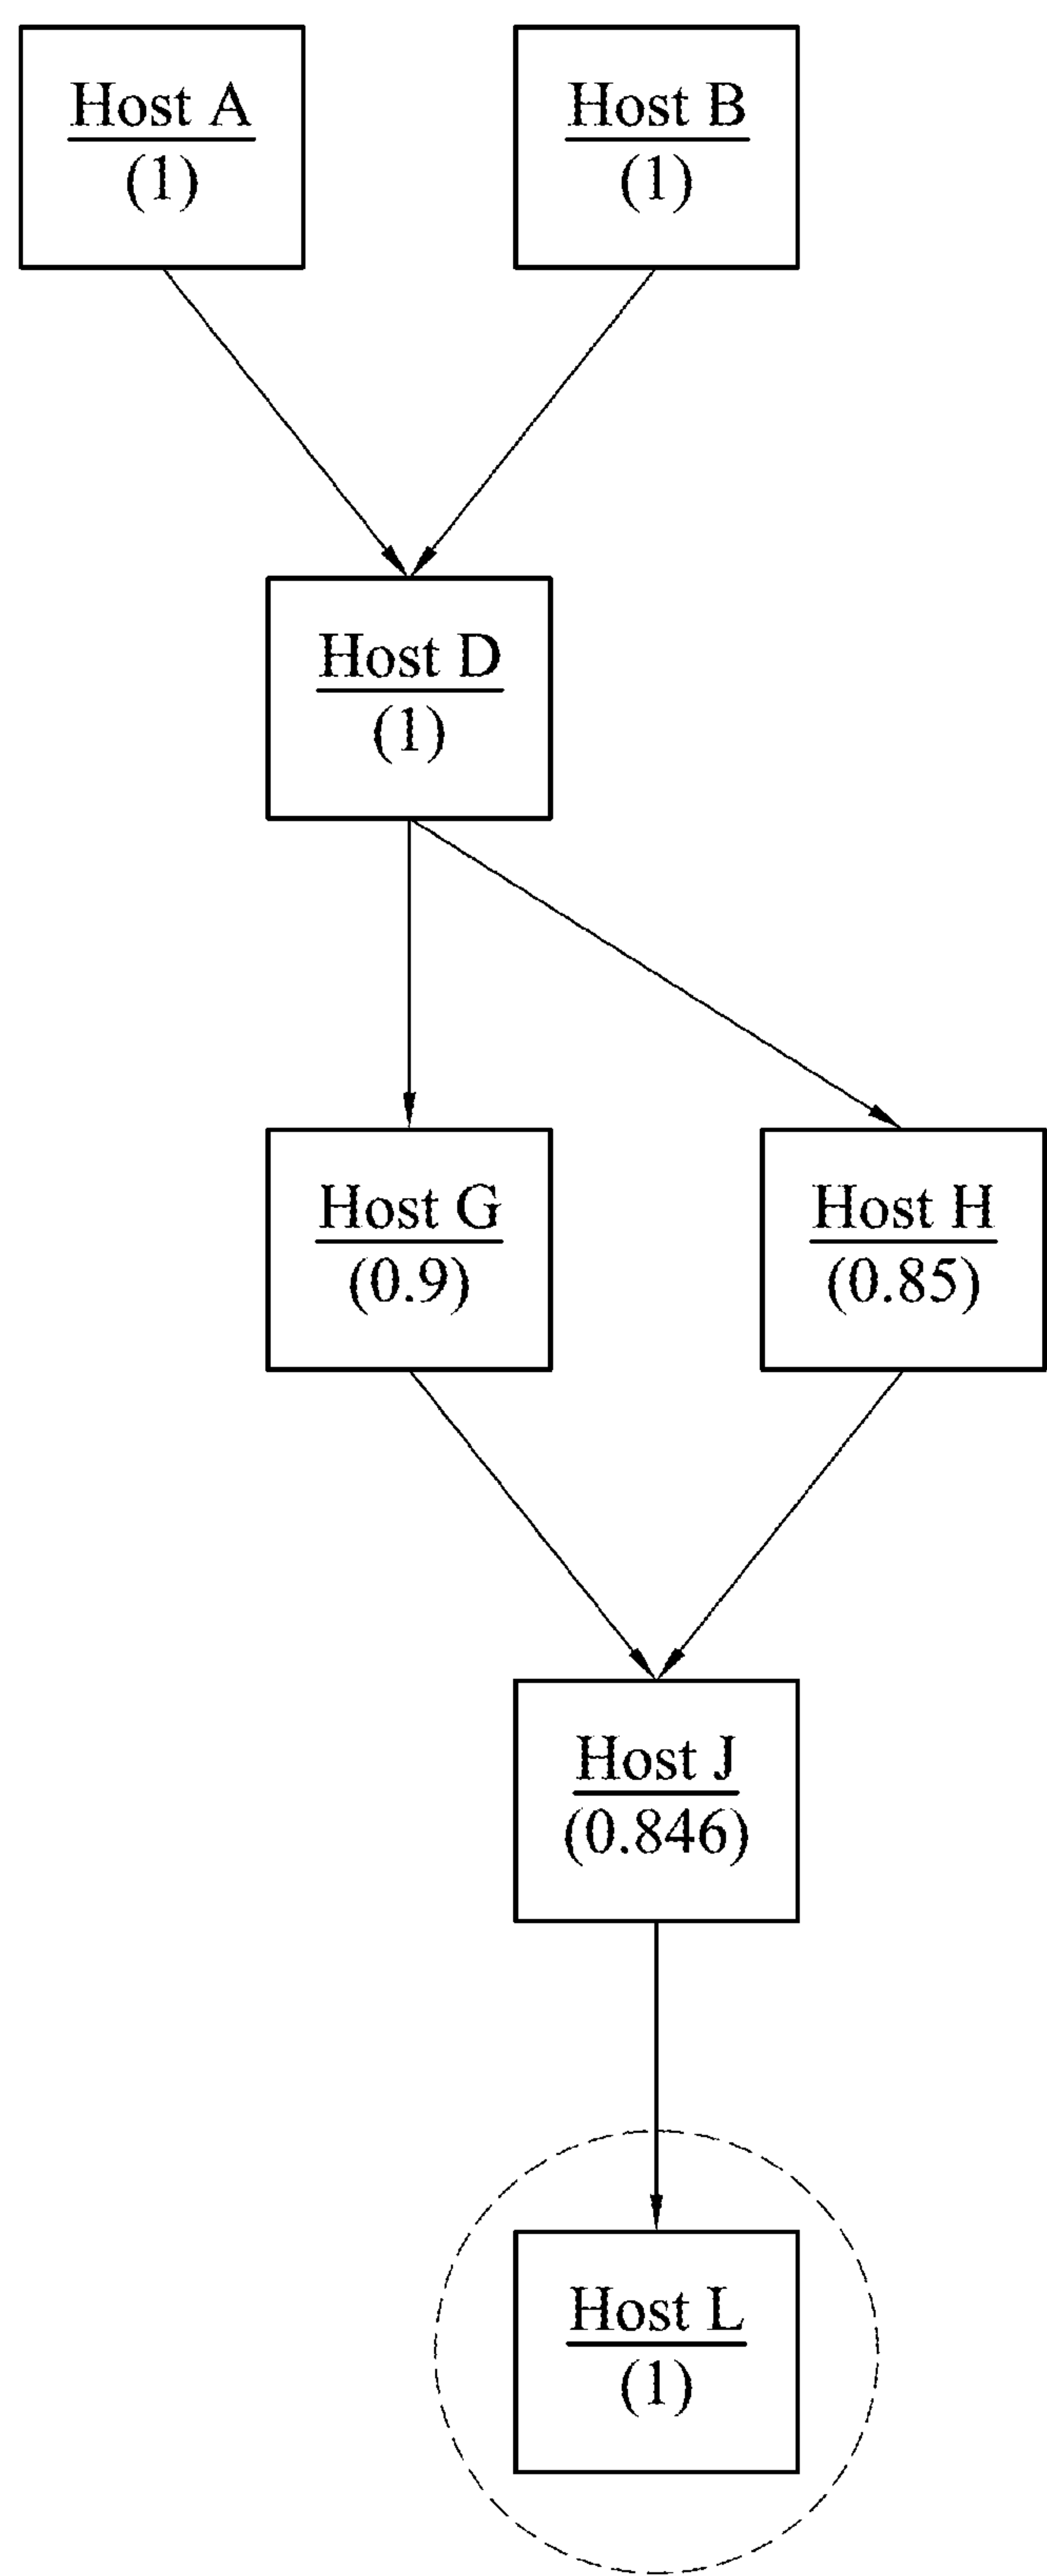 Host A
(1)
Host B
(1)
Host D
(1)
Host G
(0.9)
Host H
(0.85)
Host J
(0.846)
Host L
(1)